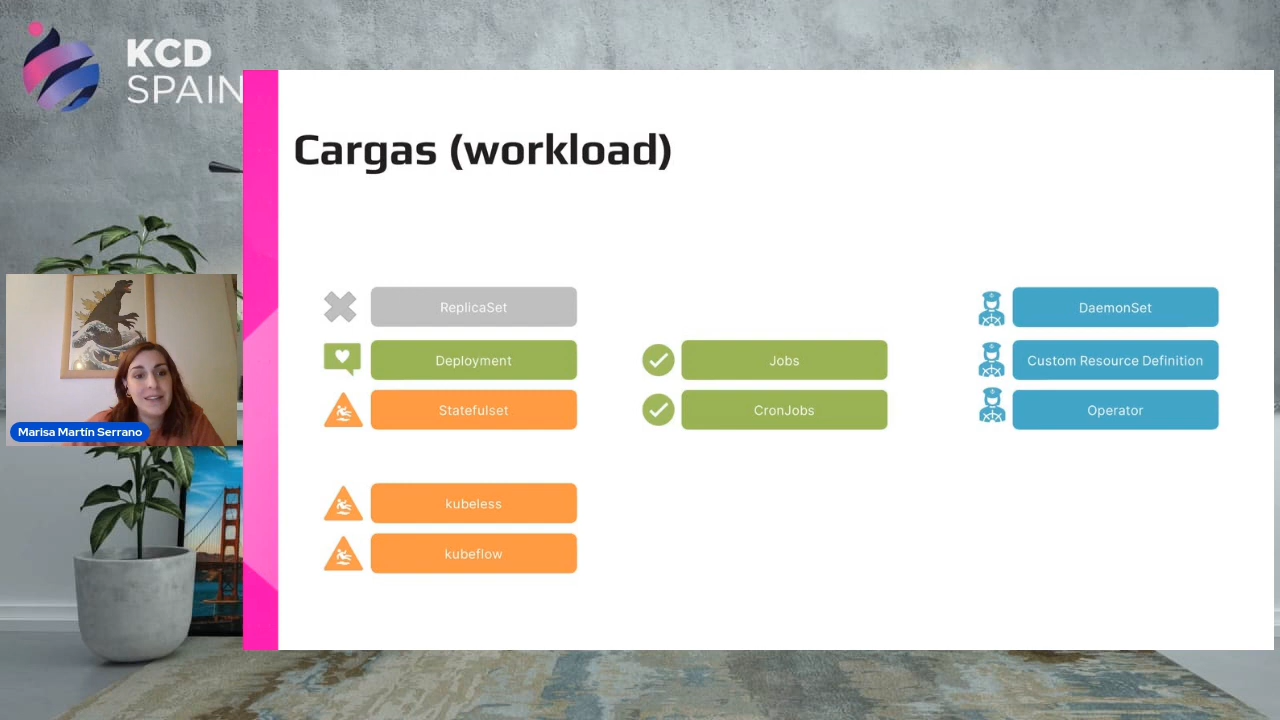 KCD
SPAIN
Cargas (workload)
ReplicaSet
Deployment
Statefulset
kubeless
kubeflow
Jobs
CronJobs
DaemonSet
Custom Resource Definition
Operator
Marisa Martín Serrano